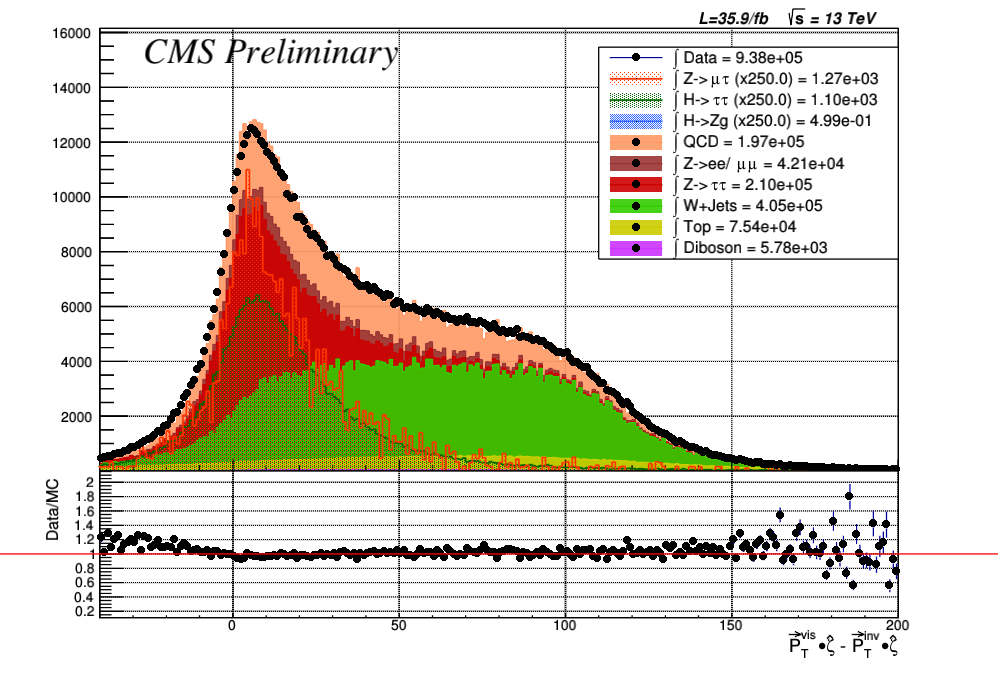 L=35.9/fb √s = 13 TeV
CMS Preliminary
16000
14000
12000
10000
8000
6000
4000
2000
∫ Data = 9.38e+05
∫ Z->μτ (x250.0) = 1.27e+03
∫ H->ττ (x250.0) = 1.10e+03
∫ H->Zg (x250.0) = 4.99e-01
∫ QCD = 1.97e+05
∫ Z->ee/ μμ = 4.21e+04
∫ Z->ττ = 2.10e+05
∫ W+Jets = 4.05e+05
∫ Top = 7.54e+04
∫ Diboson = 5.78e+03
Data/MC
2
1.8
1.6
1.4
1.2
1
0.8
0.6
0.4
0.2
0 50 100 150 200
P⃗_T^vis •ζ̂ - P⃗_T^inv •ζ̂